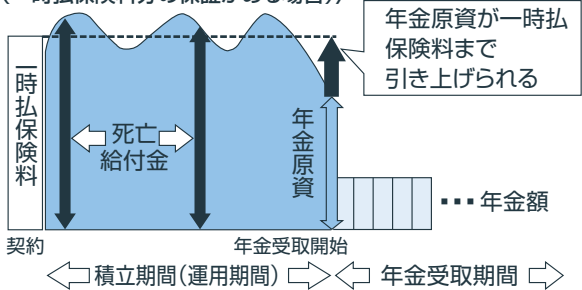 (一時払保険料分の保証がある場合))
年金原資が一時払
保険料まで
引き上げられる
一時払保険料
死亡
給付金
年金原資
・・・年金額
契約
年金受取開始
積立期間(運用期間)
年金受取期間